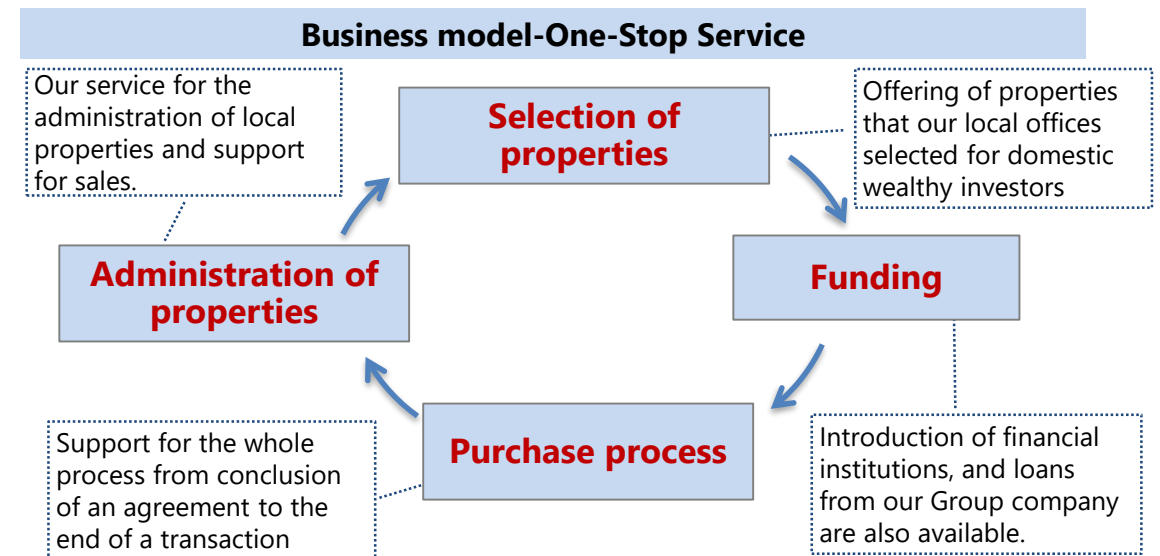 Business model-One-Stop Service
Our service for the
administration of local
properties and support
for sales.
Selection of
properties
Offering of properties
that our local offices
selected for domestic
wealthy investors
Administration of
properties
Funding
Purchase process
Support for the whole
process from conclusion
of an agreement to the
end of a transaction
Introduction of financial
institutions, and loans
from our Group company
are also available.